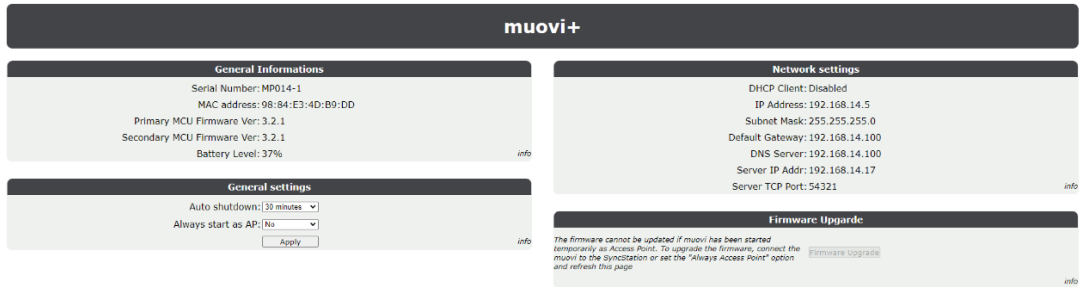 muovi+
General Informations
Serial Number: MP014-1
MAC address: 98:84:E3:4D:B9:DD
Primary MCU Firmware Ver: 3.2.1
Secondary MCU Firmware Ver: 3.2.1
Battery Level: 37%
info
General settings
Auto shutdown: 30 minutes
Always start as AP: No
Apply
info
Network settings
DHCP Client: Disabled
IP Address: 192.168.14.5
Subnet Mask: 255.255.255.0
Default Gateway: 192.168.14.100
DNS Server: 192.168.14.100
Server IP Addr: 192.168.14.17
Server TCP Port: 54321
info
Firmware Upgarde
The firmware cannot be updated if muovi has been started
temporarily as Access Point. To upgrade the firmware, connect the
muovi to the SyncStation or set the "Always Access Point" option
and refresh this page
Firmware Upgrade
info